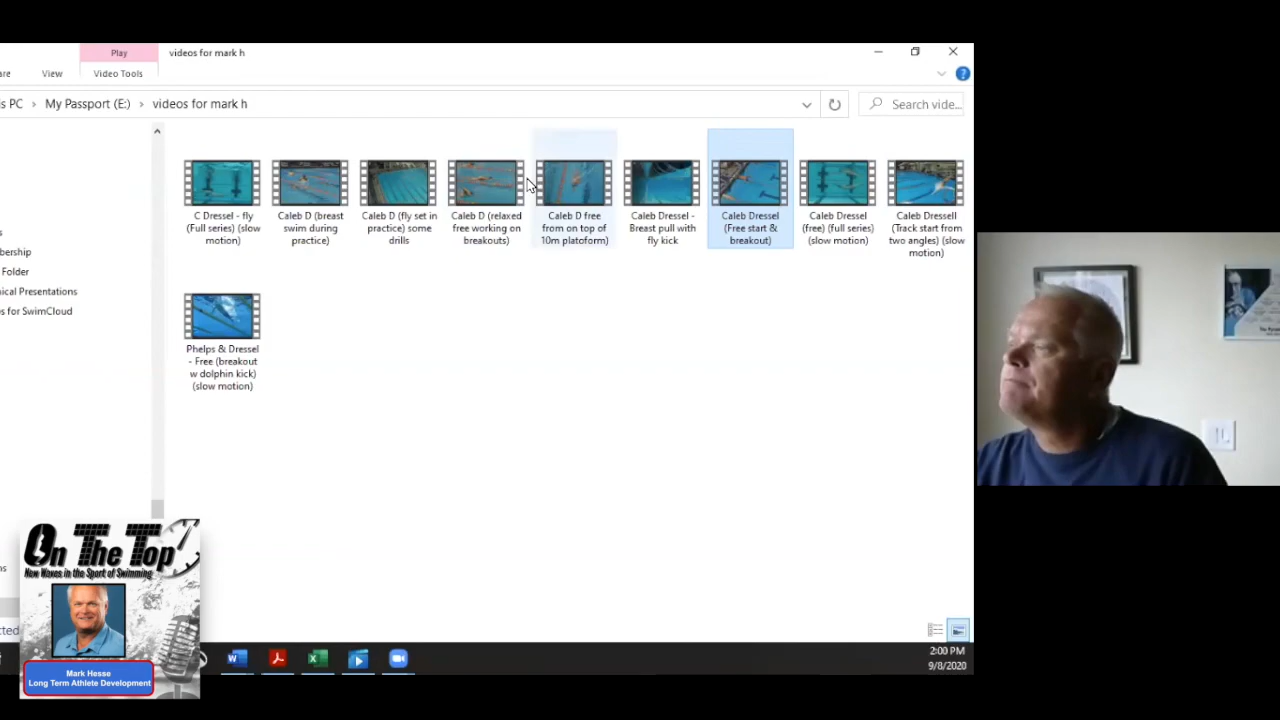 Play
videos for mark h
are
View
Video Tools
is PC > My Passport (E:) > videos for mark h
Search vide...
C Dressel - fly
(Full series) (slow
motion)
Caleb D (breast
swim during
practice)
Caleb D (fly set in
practice) some
drills
Caleb D (relaxed
free working on
breakouts)
Caleb D free
from on top of
10m platoform)
Caleb Dressel -
Breast pull with
fly kick
Caleb Dressel
(Free start &
breakout)
Caleb Dressel
(free) (full series)
(slow motion)
Caleb Dressell
(Track start from
two angles) (slow
motion)
s
bership
Folder
ical Presentations
s for SwimCloud
Phelps & Dressel
- Free (breakout
w dolphin kick)
(slow motion)
ns
cted
On The Top
New Waves in the Sport of Swimming
Mark Hesse
Long Term Athlete Development
2:00 PM
9/8/2020